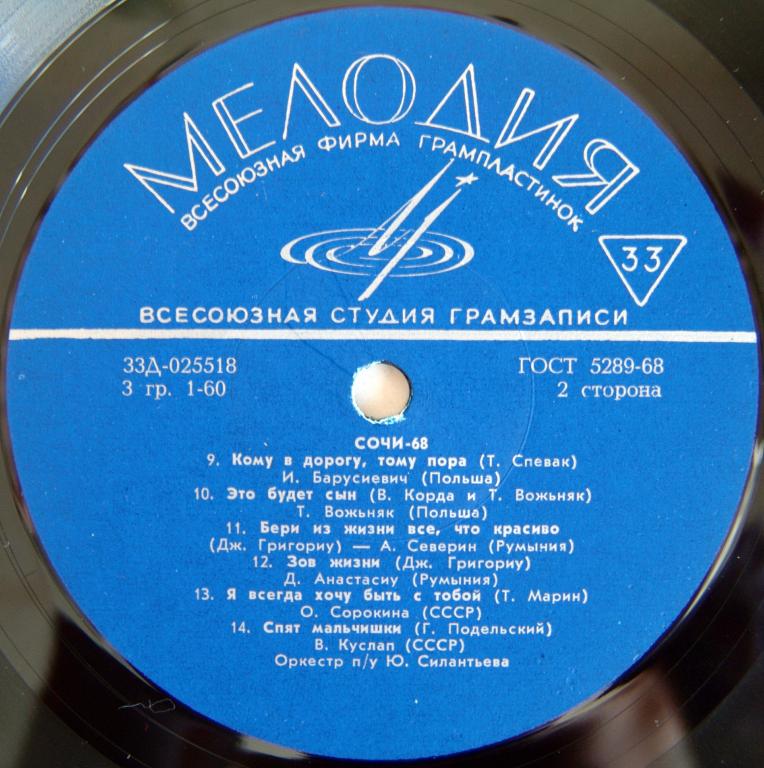 МЕЛОДИЯ
ВСЕСОЮЗНАЯ ФИРМА ГРАМПЛАСТИНОК
33
ВСЕСОЮЗНАЯ СТУДИЯ ГРАМЗАПИСИ
33Д-025518
ГОСТ 5289-68
3 гр. 1-60
2 сторона
СОЧИ-68
9. Кому в дорогу, тому пора (Т. Спевак)
И. Барусиевич (Польша)
10. Это будет сын (В. Корда и Т. Вожьняк)
Т. Вожьняк (Польша)
11. Бери из жизни все, что красиво
(Дж. Григориу) — А. Северин (Румыния)
12. Зов жизни (Дж. Григориу)
Д. Анастасиу (Румыния)
13. Я всегда хочу быть с тобой (Т. Марин)
О. Сорокина (СССР)
14. Спят мальчишки (Г. Подельский)
В. Куслап (СССР)
Оркестр п/у Ю. Силантьева